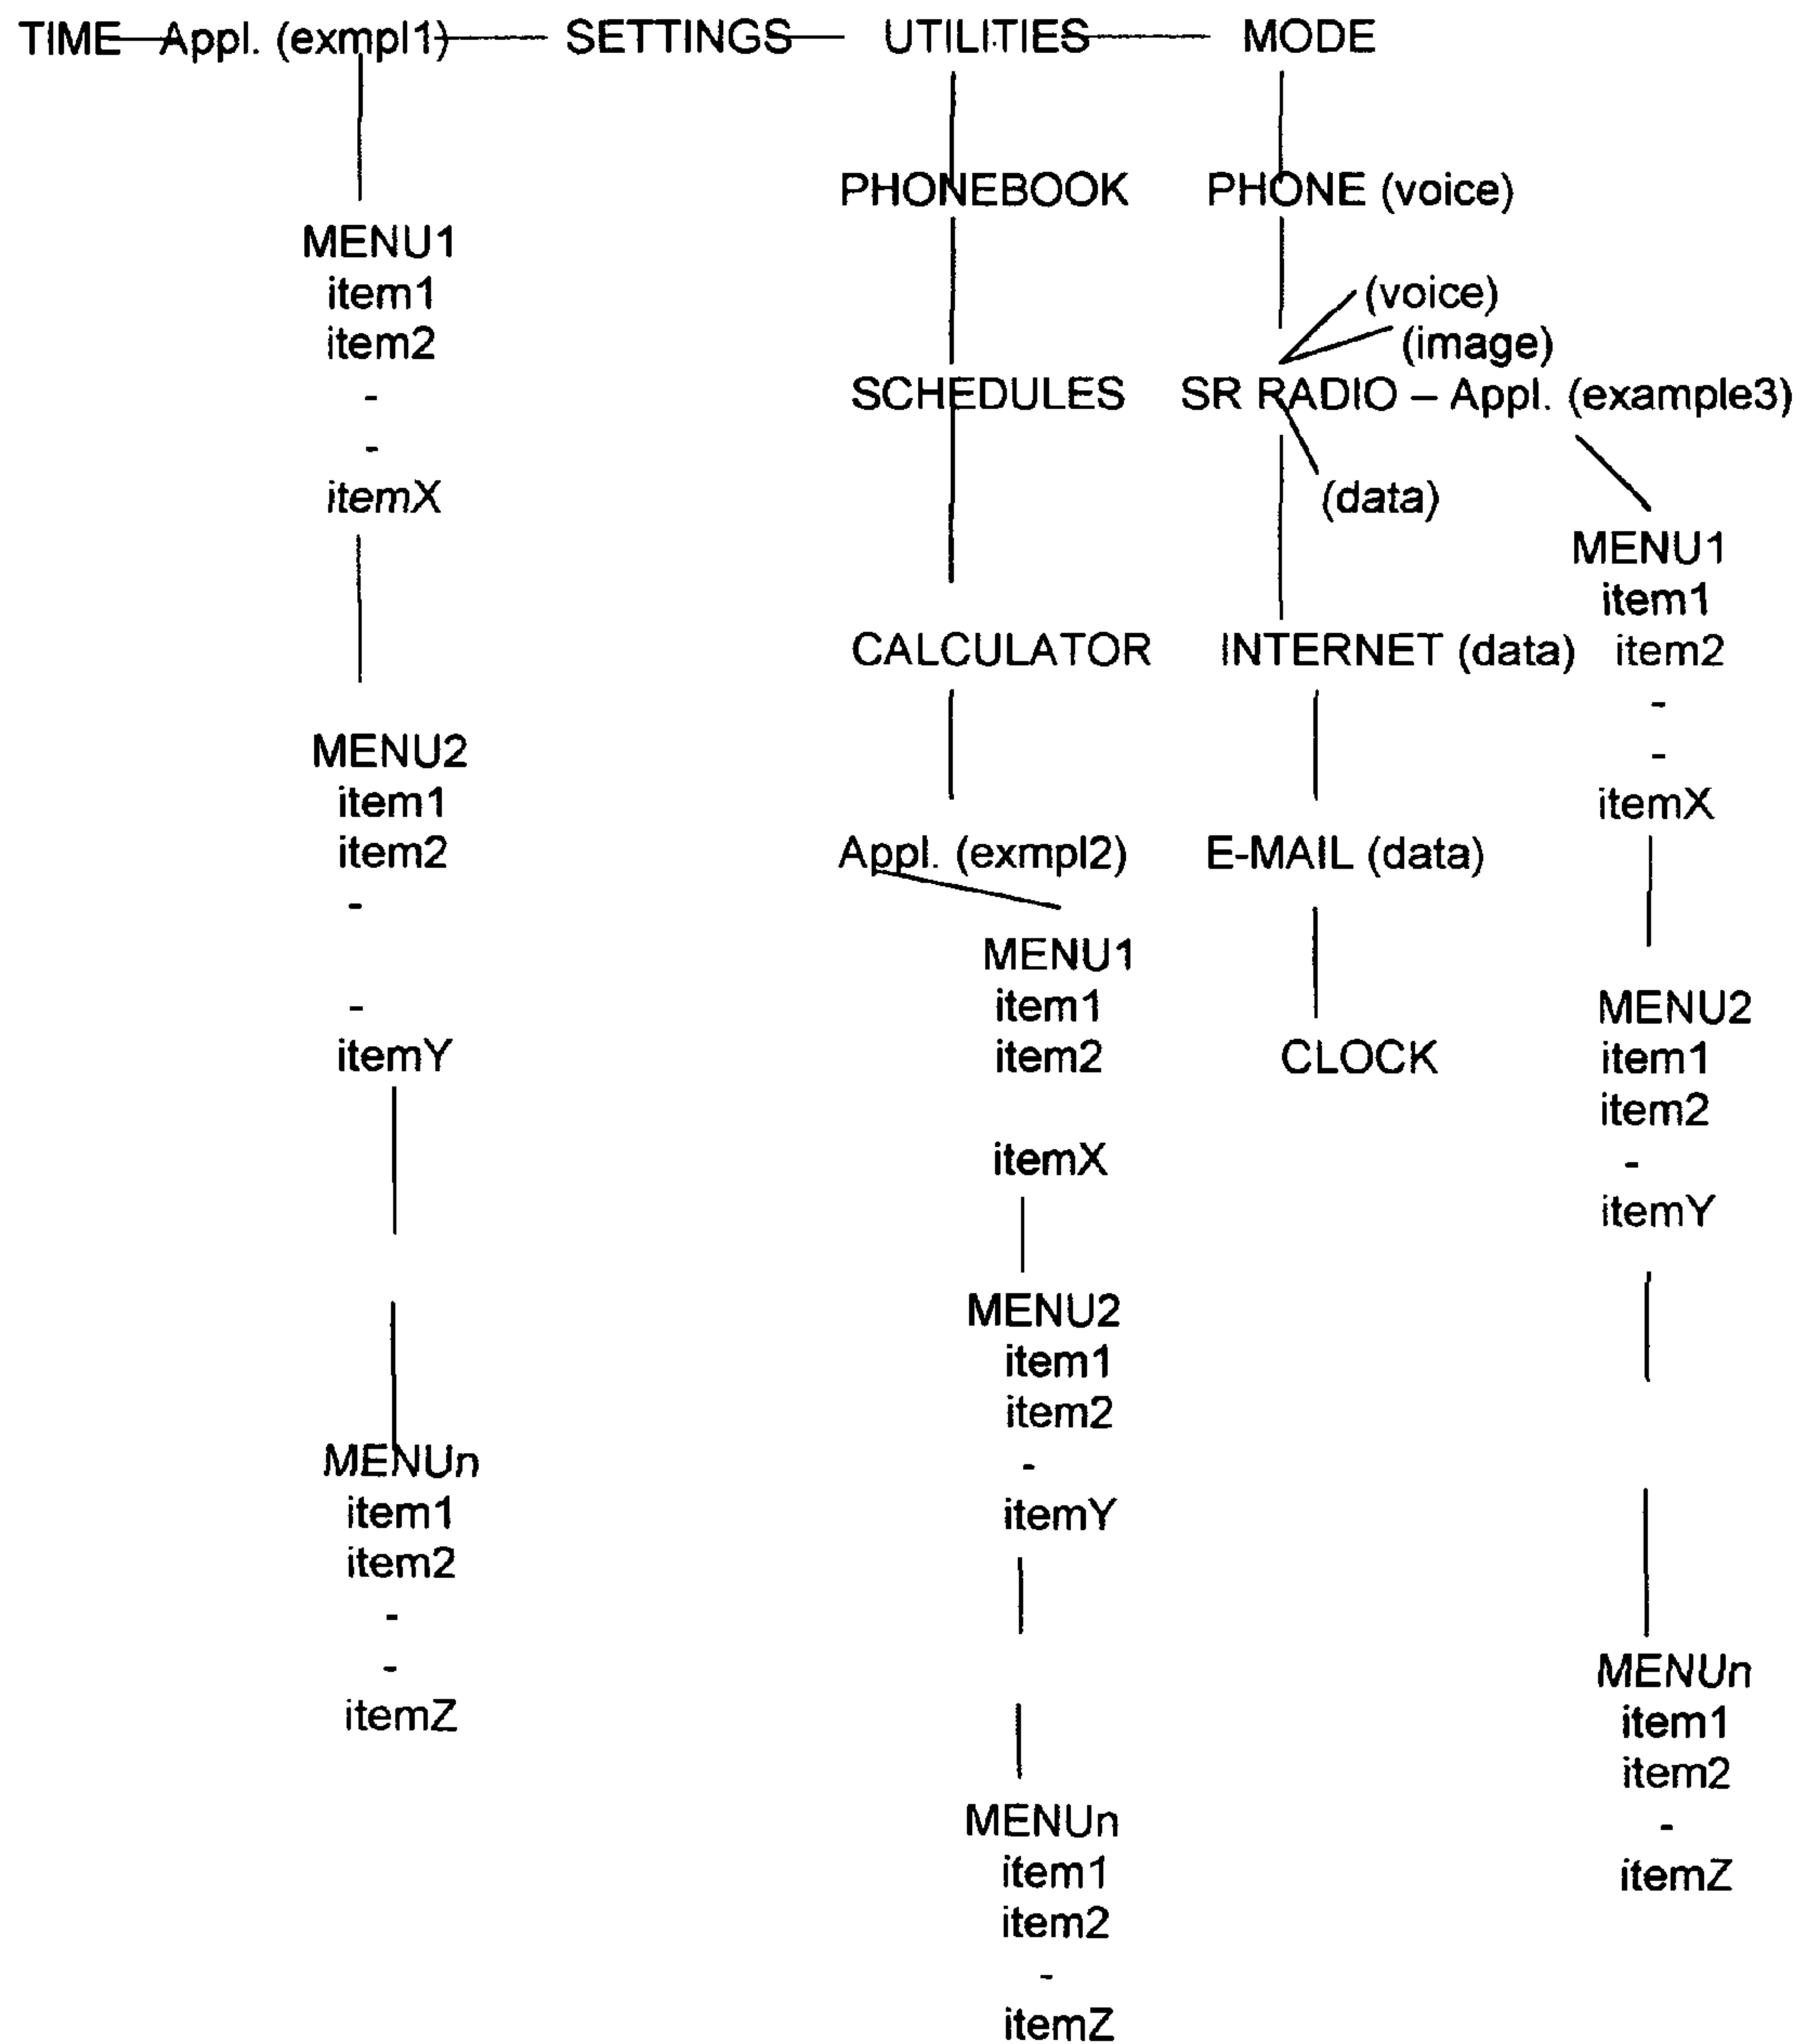 TIME Appl. (exmpl1) SETTINGS UTILITIES MODE
MENU1
item1
item2
-
-
itemX
MENU2
item1
item2
-
-
itemY
MENUn
item1
item2
-
-
itemZ
PHONEBOOK
SCHEDULES
CALCULATOR
Appl. (exmpl2)
MENU1
item1
item2
itemX
MENU2
item1
item2
-
itemY
MENUn
item1
item2
-
itemZ
PHONE (voice)
(voice)
(image)
SR RADIO – Appl. (example3)
(data)
INTERNET (data)
E-MAIL (data)
CLOCK
MENU1
item1
item2
-
-
itemX
MENU2
item1
item2
-
itemY
MENUn
item1
item2
-
itemZ